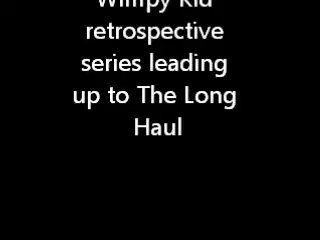 Wimpy Kid
retrospective
series leading
up to The Long
Haul